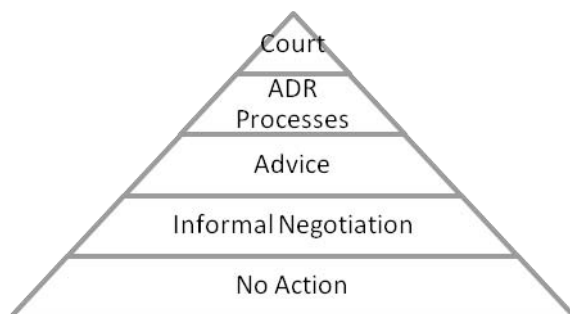 Court
ADR
Processes
Advice
Informal Negotiation
No Action